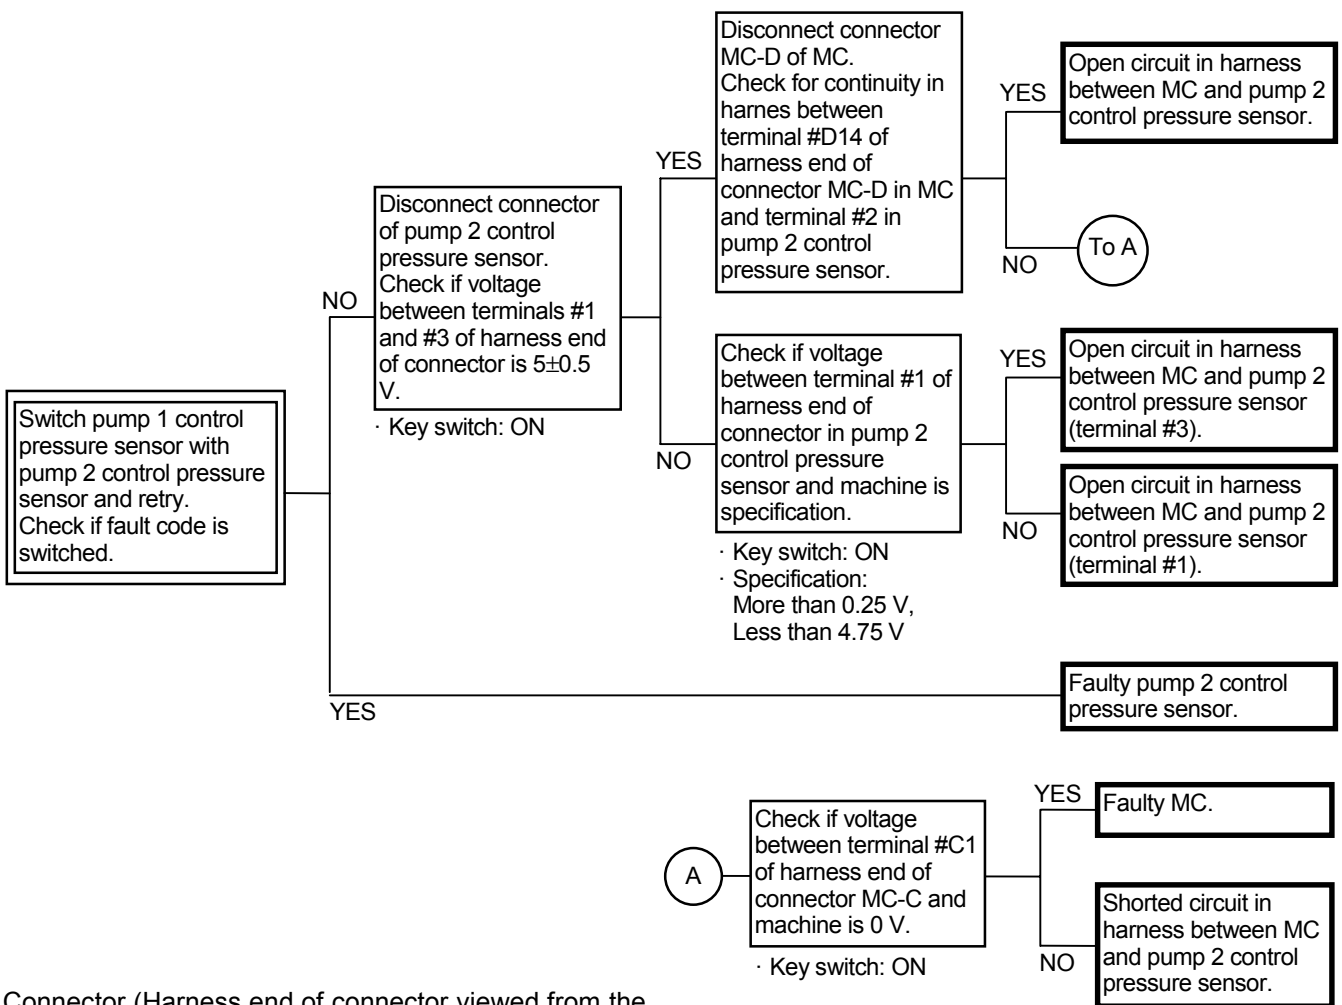 Switch pump 1 control
pressure sensor with
pump 2 control pressure
sensor and retry.
Check if fault code is
switched.
NO
YES
Disconnect connector
of pump 2 control
pressure sensor.
Check if voltage
between terminals #1
and #3 of harness end
of connector is 5±0.5
V.
· Key switch: ON
YES
NO
Disconnect connector
MC-D of MC.
Check for continuity in
harnes between
terminal #D14 of
harness end of
connector MC-D in MC
and terminal #2 in
pump 2 control
pressure sensor.
YES
Open circuit in harness
between MC and pump 2
control pressure sensor.
NO
To A
Check if voltage
between terminal #1 of
harness end of
connector in pump 2
control pressure
sensor and machine is
specification.
· Key switch: ON
· Specification:
More than 0.25 V,
Less than 4.75 V
YES
Open circuit in harness
between MC and pump 2
control pressure sensor
(terminal #3).
NO
Open circuit in harness
between MC and pump 2
control pressure sensor
(terminal #1).
Faulty pump 2 control
pressure sensor.
A
Check if voltage
between terminal #C1
of harness end of
connector MC-C and
machine is 0 V.
· Key switch: ON
YES
Faulty MC.
NO
Shorted circuit in
harness between MC
and pump 2 control
pressure sensor.
Connector (Harness end of connector viewed from the